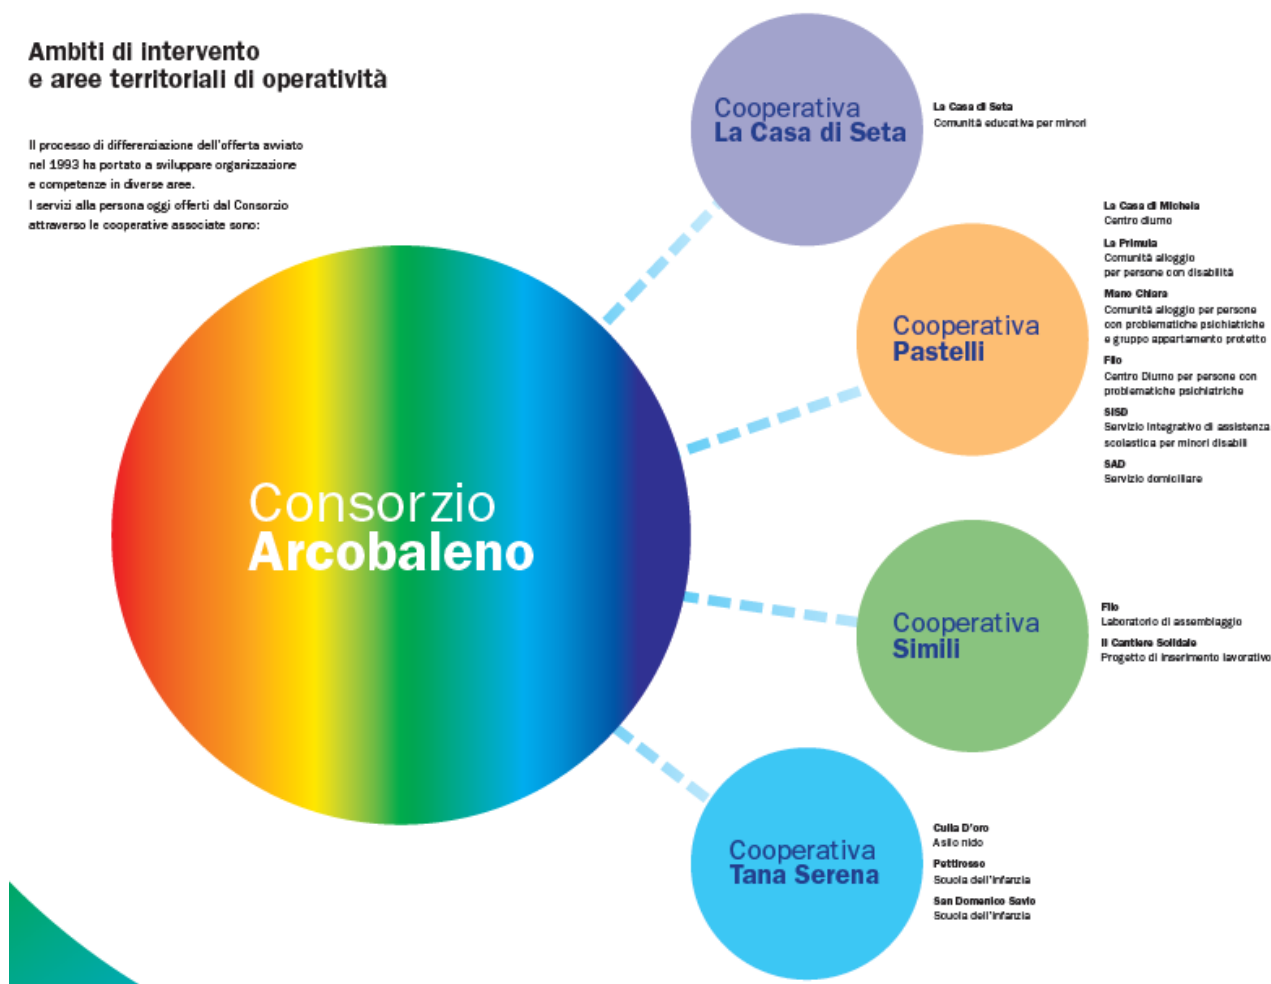 Ambiti di intervento
e aree territoriali di operatività
Il processo di differenziazione dell'offerta avviato
nel 1993 ha portato a sviluppare organizzazione
e competenze in diverse aree.
I servizi alla persona oggi offerti dal Consorzio
attraverso le cooperative associate sono:
Consorzio
Arcobaleno
Cooperativa
La Casa di Seta
La Casa di Seta
Comunità educativa per minori
Cooperativa
Pastelli
La Casa di Michela
Centro diurno
La Primula
Comunità alloggio
per persone con disabilità
Mano Chiara
Comunità alloggio per persone
con problematiche psichiatriche
e gruppo appartamento protetto
Filo
Centro Diurno per persone con
problematiche psichiatriche
SISD
Servizio integrativo di assistenza
scolastica per minori disabili
SAD
Servizio domiciliare
Cooperativa
Simili
Filo
Laboratorio di assemblaggio
Il Cantiere Solidale
Progetto di inserimento lavorativo
Cooperativa
Tana Serena
Culla D'oro
Asilo nido
Pettirosso
Scuola dell'infanzia
San Domenico Savio
Scuola dell'infanzia